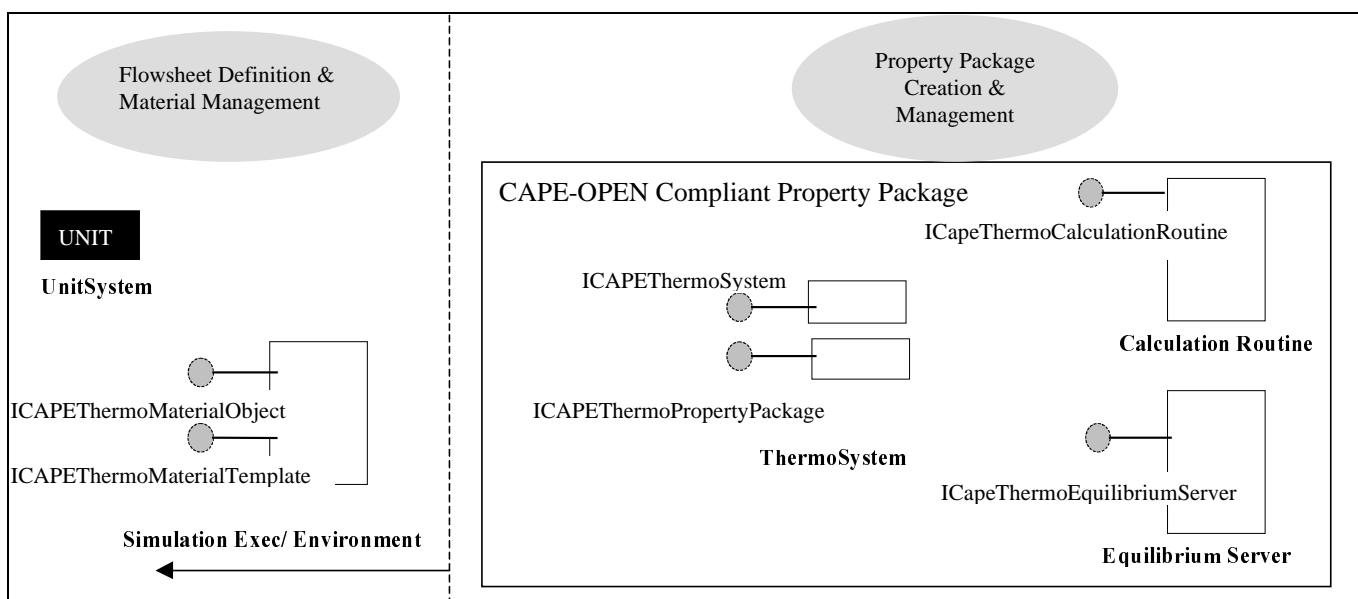 Flowsheet Definition &
Material Management
Property Package
Creation &
Management
UNIT
UnitSystem
ICAPEThermoMaterialObject
ICAPEThermoMaterialTemplate
Simulation Exec/ Environment
CAPE-OPEN Compliant Property Package
ICapeThermoCalculationRoutine
Calculation Routine
ICAPEThermoSystem
ICAPEThermoPropertyPackage
ThermoSystem
ICapeThermoEquilibriumServer
Equilibrium Server